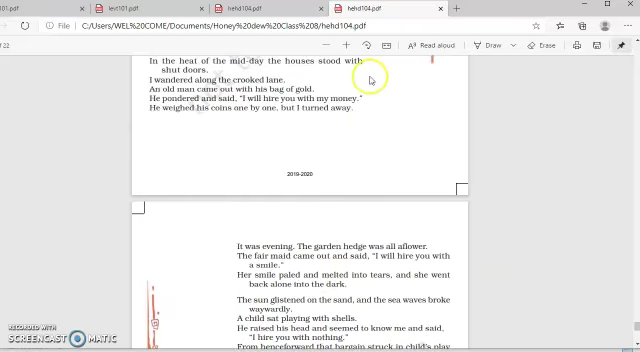 01.pdf
levt101.pdf
hehd104.pdf
hehd104.pdf
C:/Users/WEL%20COME/Documents/Honey%20dew%20Class%208/hehd104.pdf
of 22
Read aloud
Draw
Erase
In the heat of the mid-day the houses stood with
shut doors.
I wandered along the crooked lane.
An old man came out with his bag of gold.
He pondered and said, “I will hire you with my money.”
He weighed his coins one by one, but I turned away.
2019-2020
It was evening. The garden hedge was all aflower.
The fair maid came out and said, “I will hire you with
a smile.”
Her smile paled and melted into tears, and she went
back alone into the dark.
The sun glistened on the sand, and the sea waves broke
waywardly.
A child sat playing with shells.
He raised his head and seemed to know me and said,
“I hire you with nothing.”
From henceforward that bargain struck in child's play
RECORDED WITH
SCREENCAST MATIC